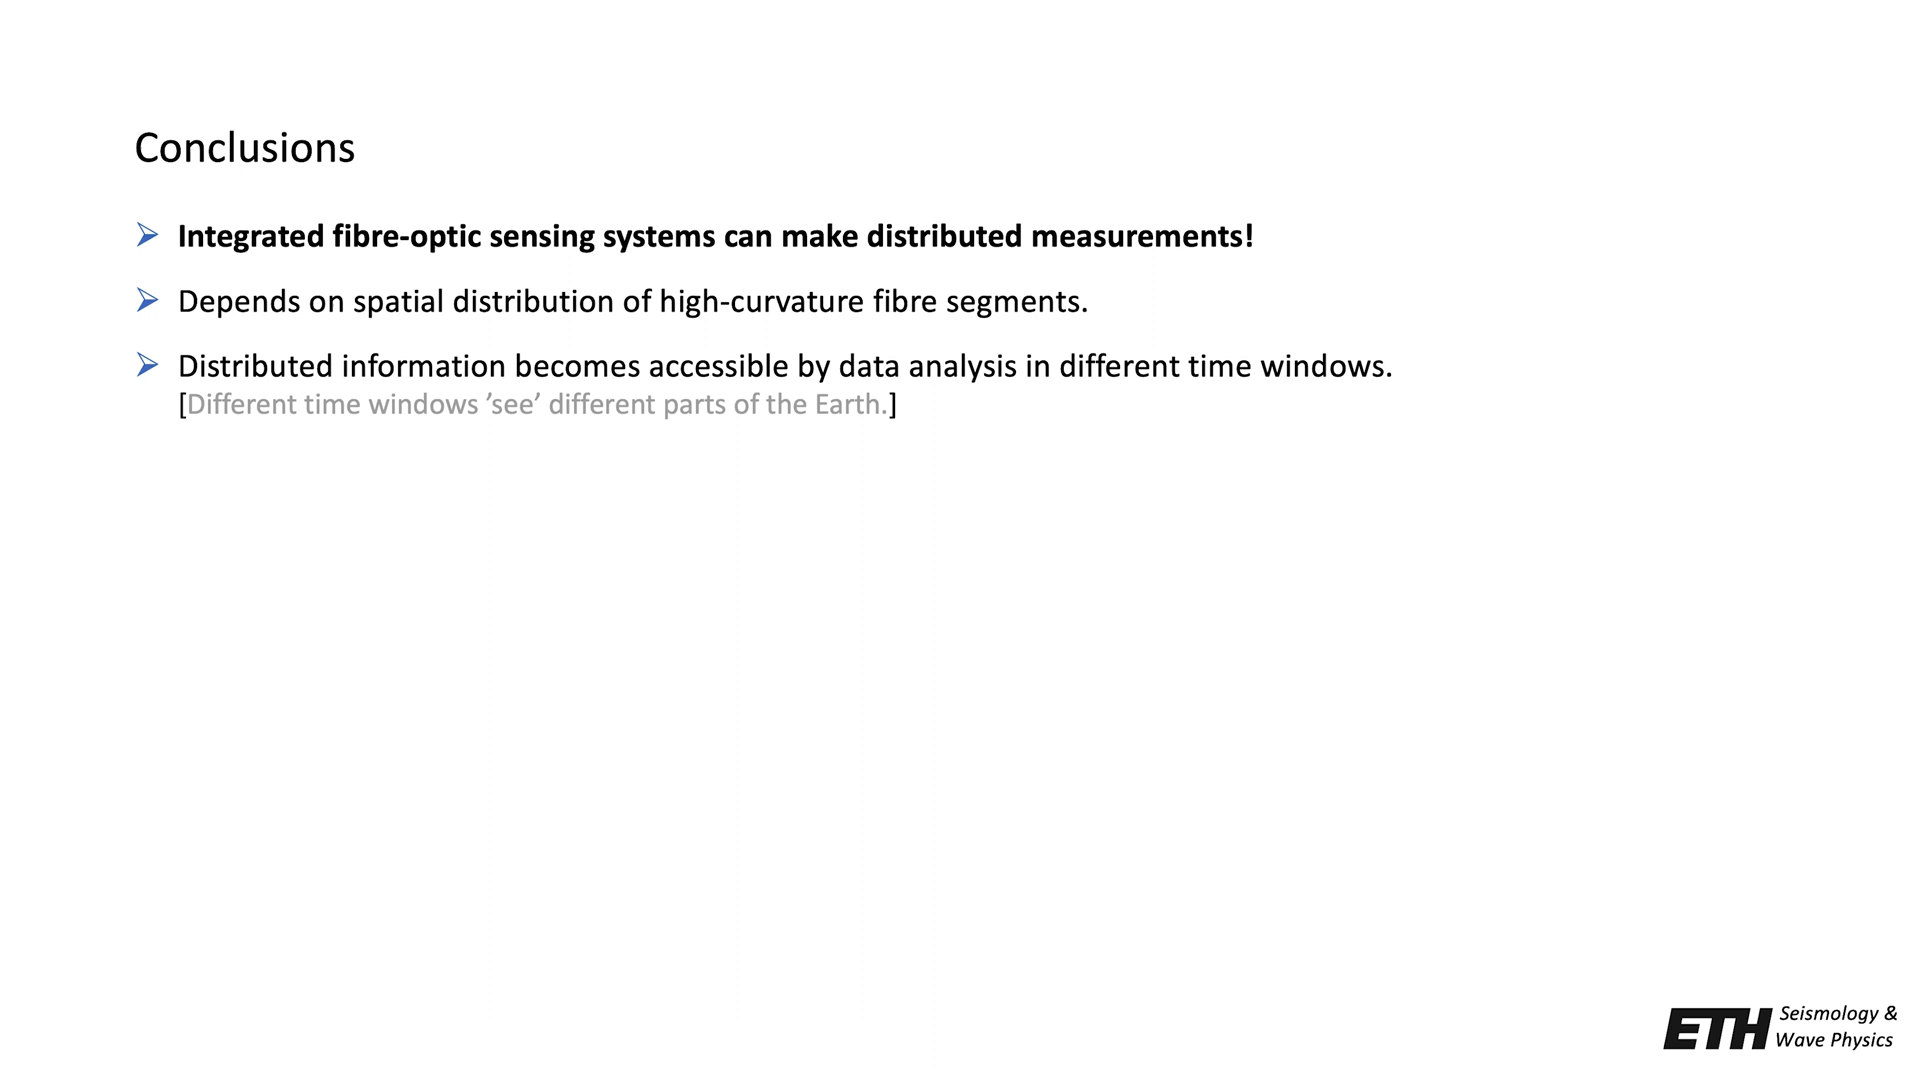 Conclusions
Integrated fibre-optic sensing systems can make distributed measurements!
Depends on spatial distribution of high-curvature fibre segments.
Distributed information becomes accessible by data analysis in different time windows.
[Different time windows ’see’ different parts of the Earth.]
ETH Seismology &
Wave Physics